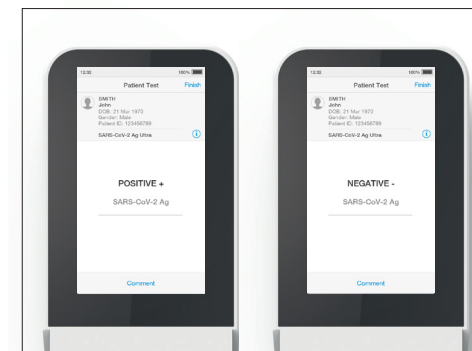 12:32 100%
Patient Test Finish
SMITH
John
DOB: 21 Mar 1973
Gender: Male
Patient ID: 123456789
SARS-CoV-2 Ag Ultra
POSITIVE +
SARS-CoV-2 Ag
Comment
12:32 100%
Patient Test Finish
SMITH
John
DOB: 21 Mar 1973
Gender: Male
Patient ID: 123456789
SARS-CoV-2 Ag Ultra
NEGATIVE -
SARS-CoV-2 Ag
Comment